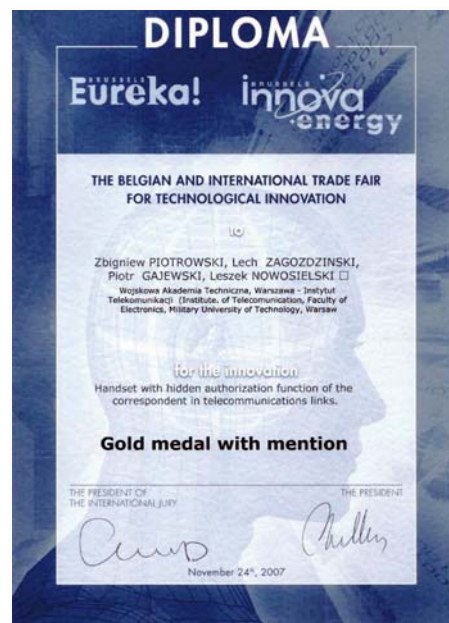 DIPLOMA
BRUSSELS
Eureka!
BRUSSELS
innova
energy
THE BELGIAN AND INTERNATIONAL TRADE FAIR
FOR TECHNOLOGICAL INNOVATION
to
Zbigniew PIOTROWSKI, Lech ZAGOZDZINSKI,
Piotr GAJEWSKI, Leszek NOWOSIELSKI □
Wojskowa Akademia Techniczna, Warszawa - Instytut
Telekomunikacji (Institute. of Telecomunication, Faculty of
Electronics, Military University of Technology, Warsaw
for the innovation
Handset with hidden authorization function of the
correspondent in telecommunications links.
Gold medal with mention
THE PRESIDENT OF
THE INTERNATIONAL JURY
THE PRESIDENT
November 24th, 2007